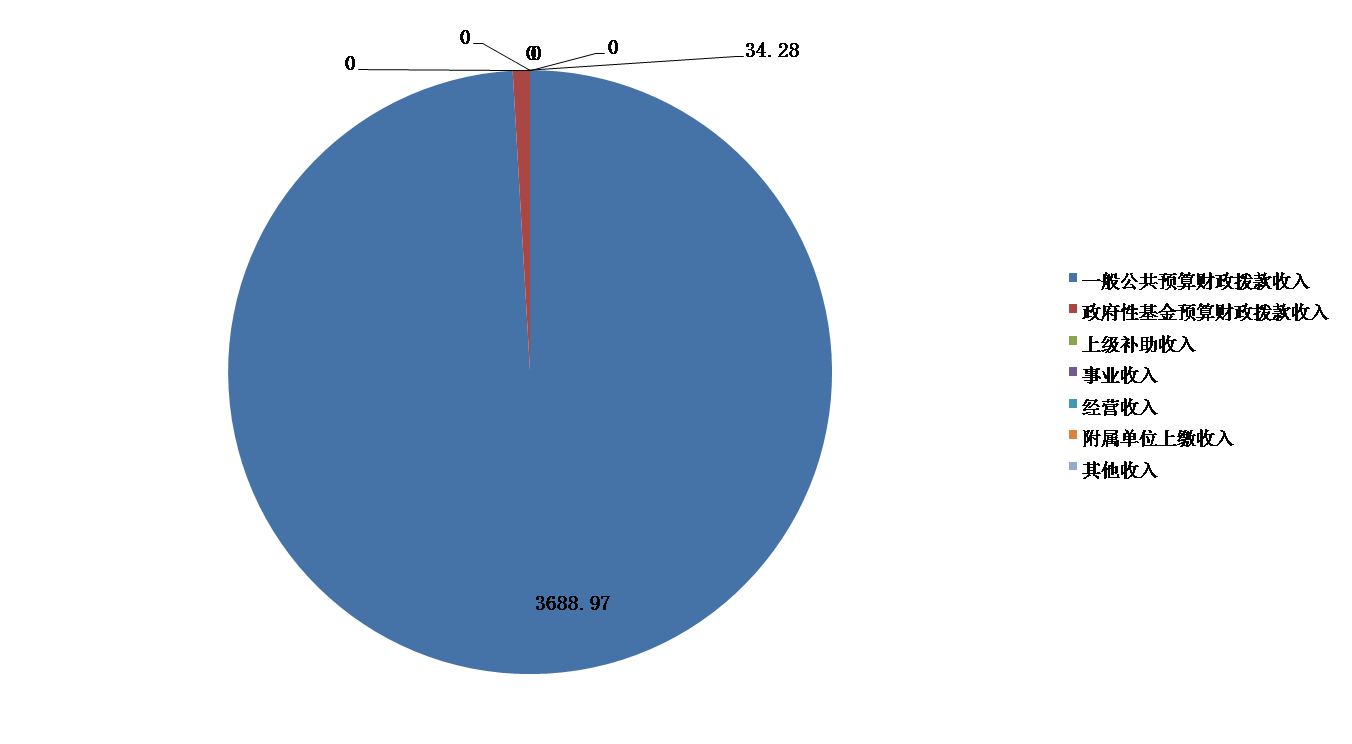 0
0
0
0
0
34.28
3688.97
一般公共预算财政拨款收入
政府性基金预算财政拨款收入
上级补助收入
事业收入
经营收入
附属单位上缴收入
其他收入